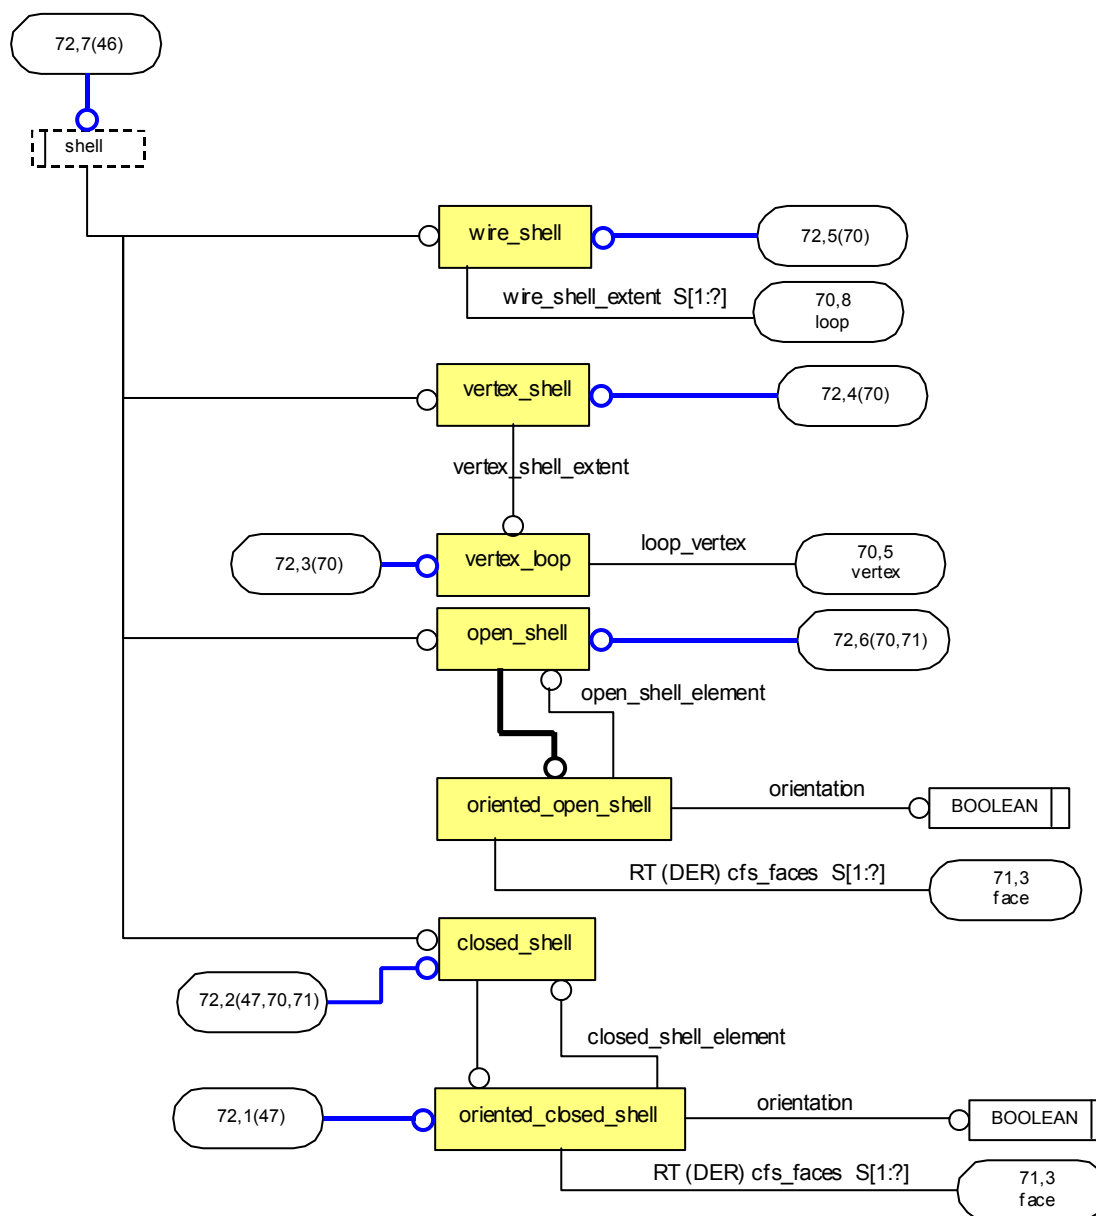 72,7(46)
shell
wire_shell
72,5(70)
wire_shell_extent S[1:?]
70,8
loop
vertex_shell
72,4(70)
vertex_shell_extent
72,3(70)
vertex_loop
loop_vertex
70,5
vertex
open_shell
72,6(70,71)
open_shell_element
oriented_open_shell
orientation
BOOLEAN
RT (DER) cfs_faces S[1:?]
71,3
face
closed_shell
72,2(47,70,71)
closed_shell_element
72,1(47)
oriented_closed_shell
orientation
BOOLEAN
RT (DER) cfs_faces S[1:?]
71,3
face